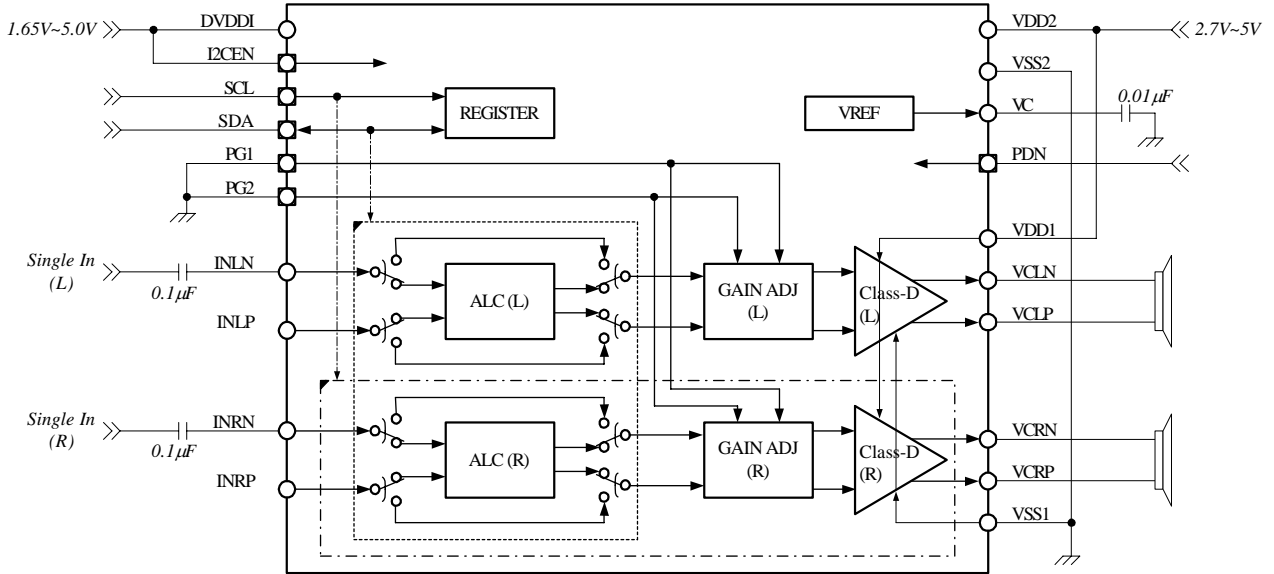 1.65V~5.0V
DVDDI
VDD2
2.7V~5V
I2CEN
VSS2
SCL
REGISTER
VREF
VC
0.01μF
SDA
PG1
PDN
PG2
VDD1
Single In
(L)
0.1μF
INLN
ALC (L)
GAIN ADJ
(L)
Class-D
(L)
VCLN
INLP
VCLP
Single In
(R)
0.1μF
INRN
ALC (R)
GAIN ADJ
(R)
Class-D
(R)
VCRN
INRP
VCRP
VSS1